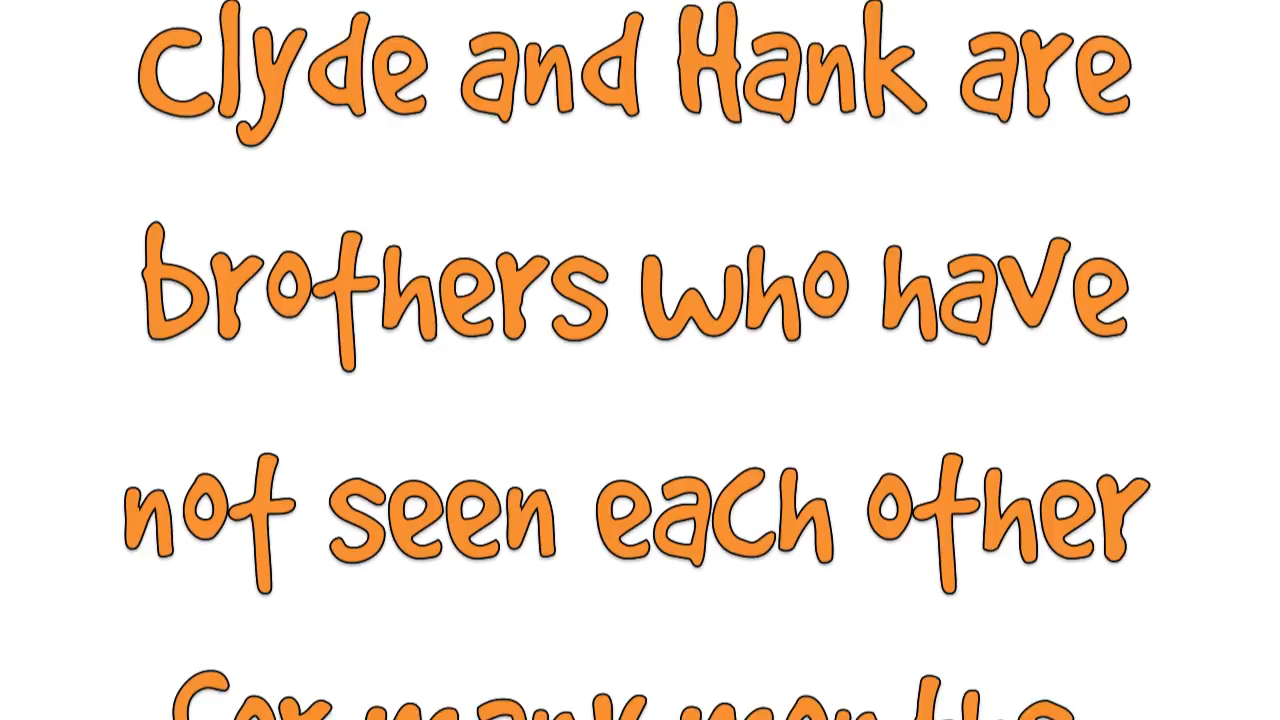 Clyde and Hank are
brothers who have
not seen each other
for many months